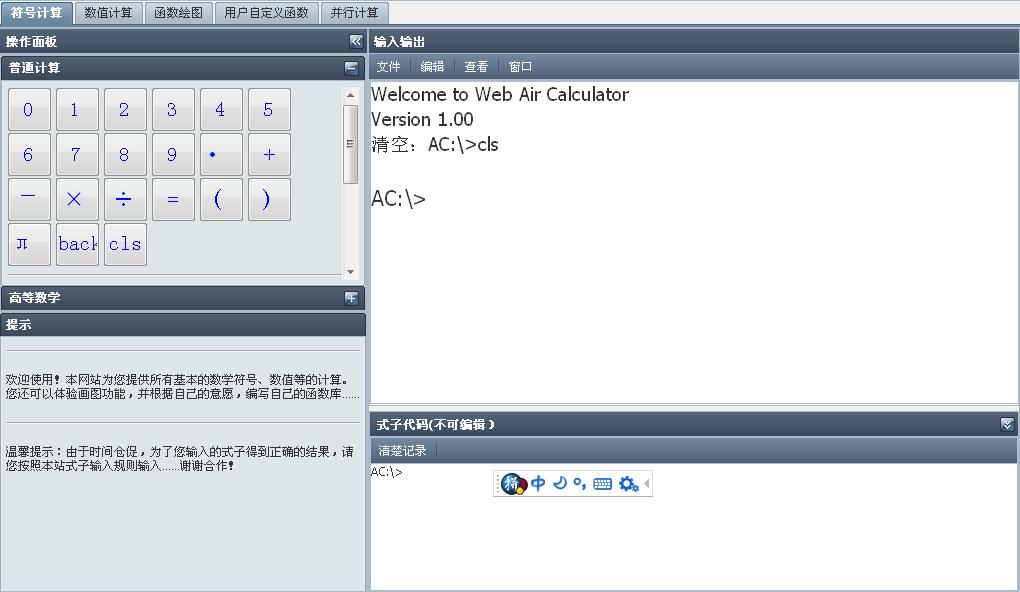 符号计算 数值计算 函数绘图 用户自定义函数 并行计算
操作面板
普通计算
0 1 2 3 4 5
6 7 8 9 · +
－ × ÷ = ( )
π back cls
高等数学
提示
欢迎使用！本网站为您提供所有基本的数学符号、数值等的计算。
您还可以体验画图功能，并根据自己的意愿，编写自己的函数库......
温馨提示：由于时间仓促，为了您输入的式子得到正确的结果，请
您按照本站式子输入规则输入......谢谢合作！
输入输出
文件 编辑 查看 窗口
Welcome to Web Air Calculator
Version 1.00
清空：AC:\>cls
AC:\>
式子代码(不可编辑)
清楚记录
AC:\>
中